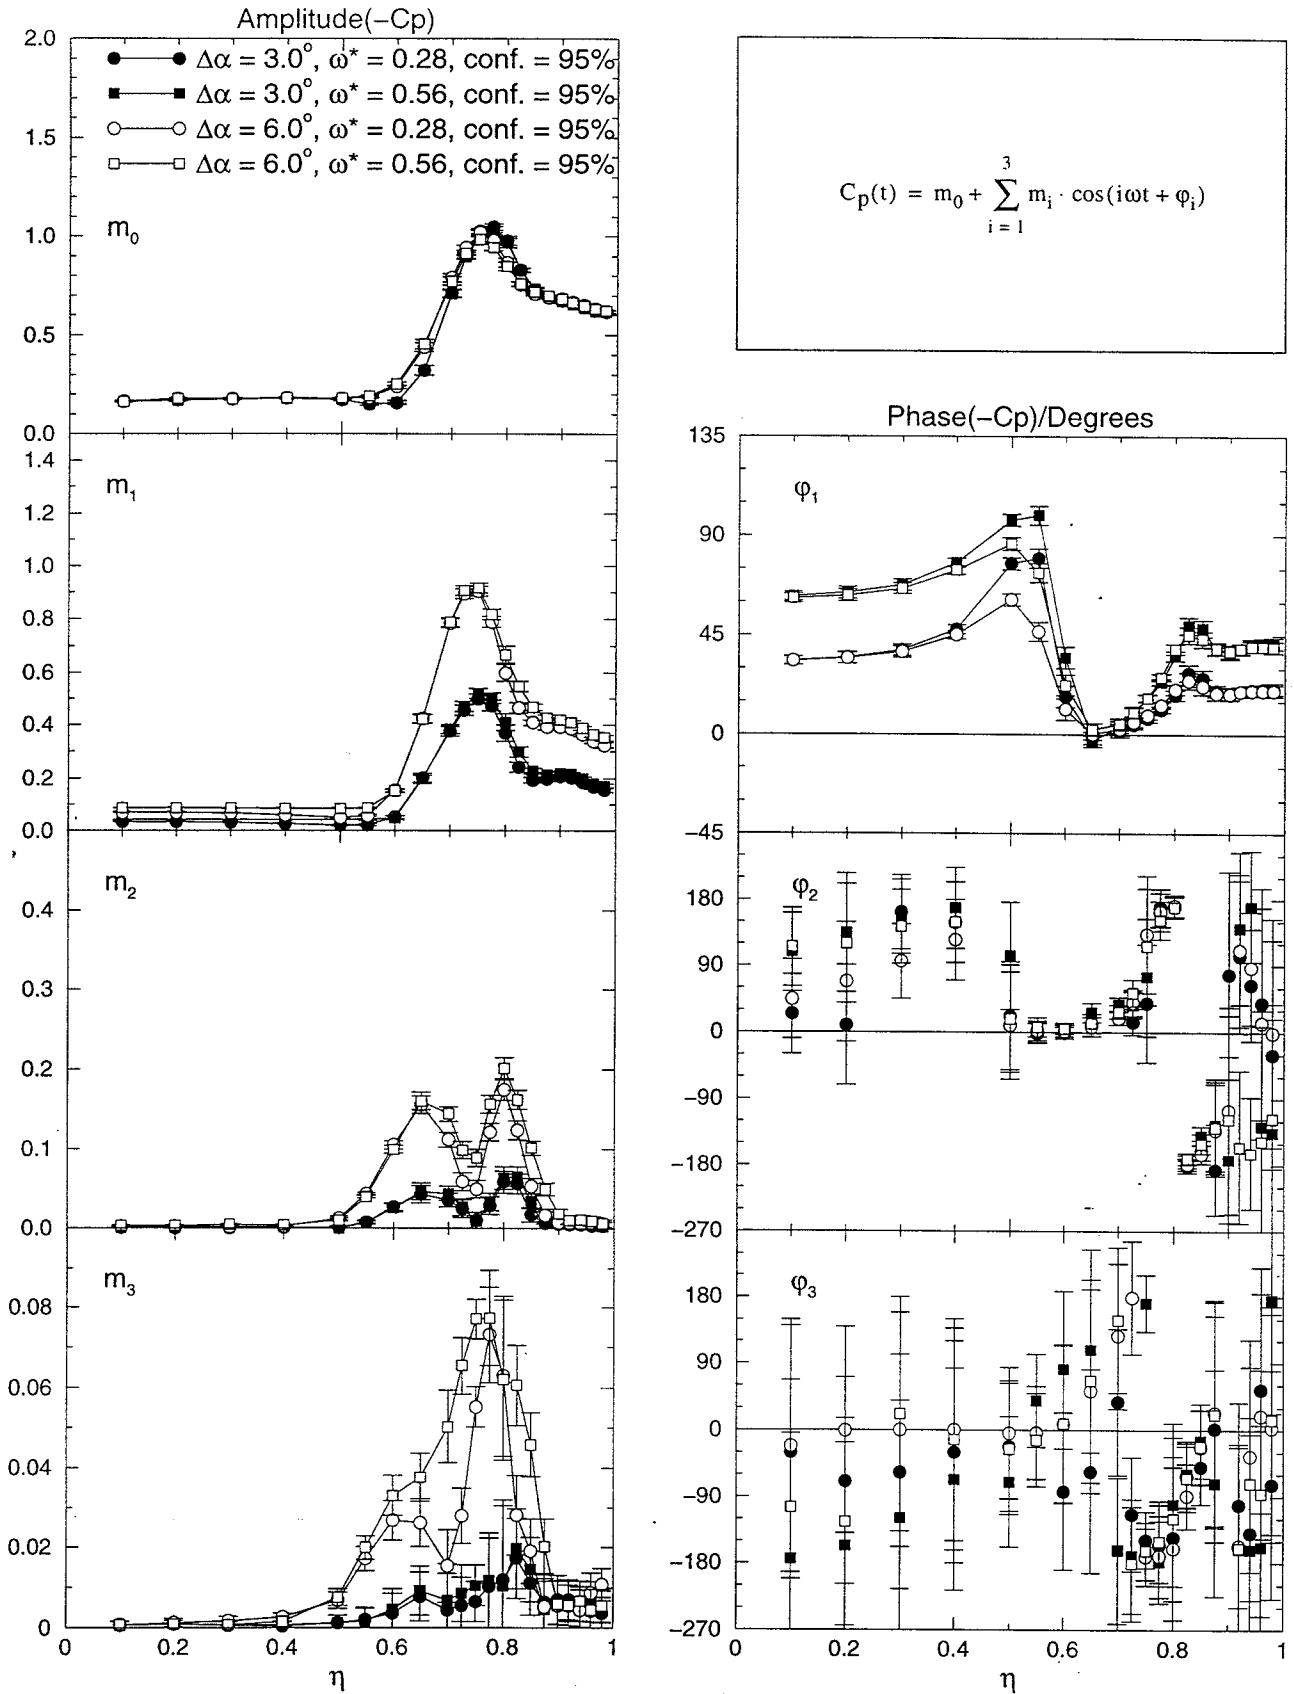 Amplitude(−Cp)
2.0
Δα = 3.0°, ω* = 0.28, conf. = 95%
Δα = 3.0°, ω* = 0.56, conf. = 95%
1.5
Δα = 6.0°, ω* = 0.28, conf. = 95%
Δα = 6.0°, ω* = 0.56, conf. = 95%
m₀
1.0
0.5
0.0
1.4
m₁
1.2
1.0
0.8
0.6
0.4
0.2
0.0
m₂
0.4
0.3
0.2
0.1
0.0
m₃
0.08
0.06
0.04
0.02
0
0 0.2 0.4 0.6 0.8 1
η
3
Cp(t) = m₀ + ∑ mᵢ · cos(iωt + φᵢ)
i = 1
Phase(−Cp)/Degrees
135
φ₁
90
45
0
−45
φ₂
180
90
0
−90
−180
−270
φ₃
180
90
0
−90
−180
−270
0 0.2 0.4 0.6 0.8 1
η